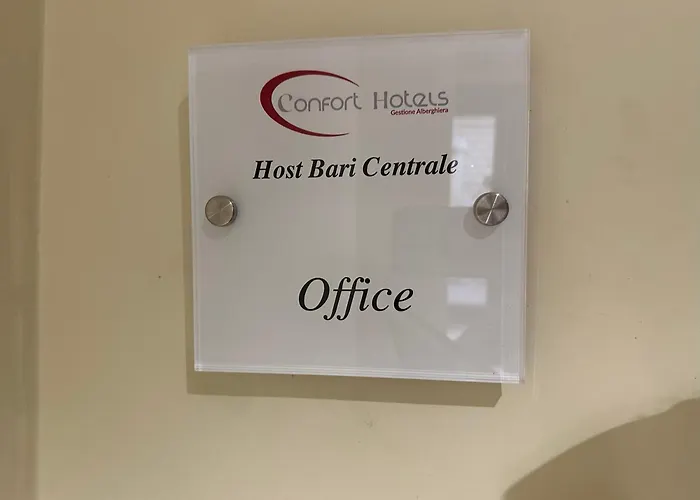 Confort Hotels
Gestione Alberghiera
Host Bari Centrale
Office